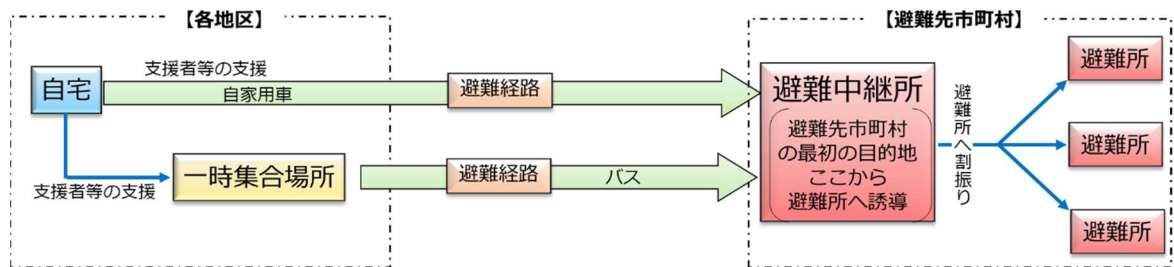 【各地区】
【避難先市町村】
自宅
支援者等の支援
自家用車
避難経路
支援者等の支援
一時集合場所
避難経路
バス
避難中継所
避難先市町村
の最初の目的地
ここから
避難所へ誘導
避難所へ割振り
避難所
避難所
避難所